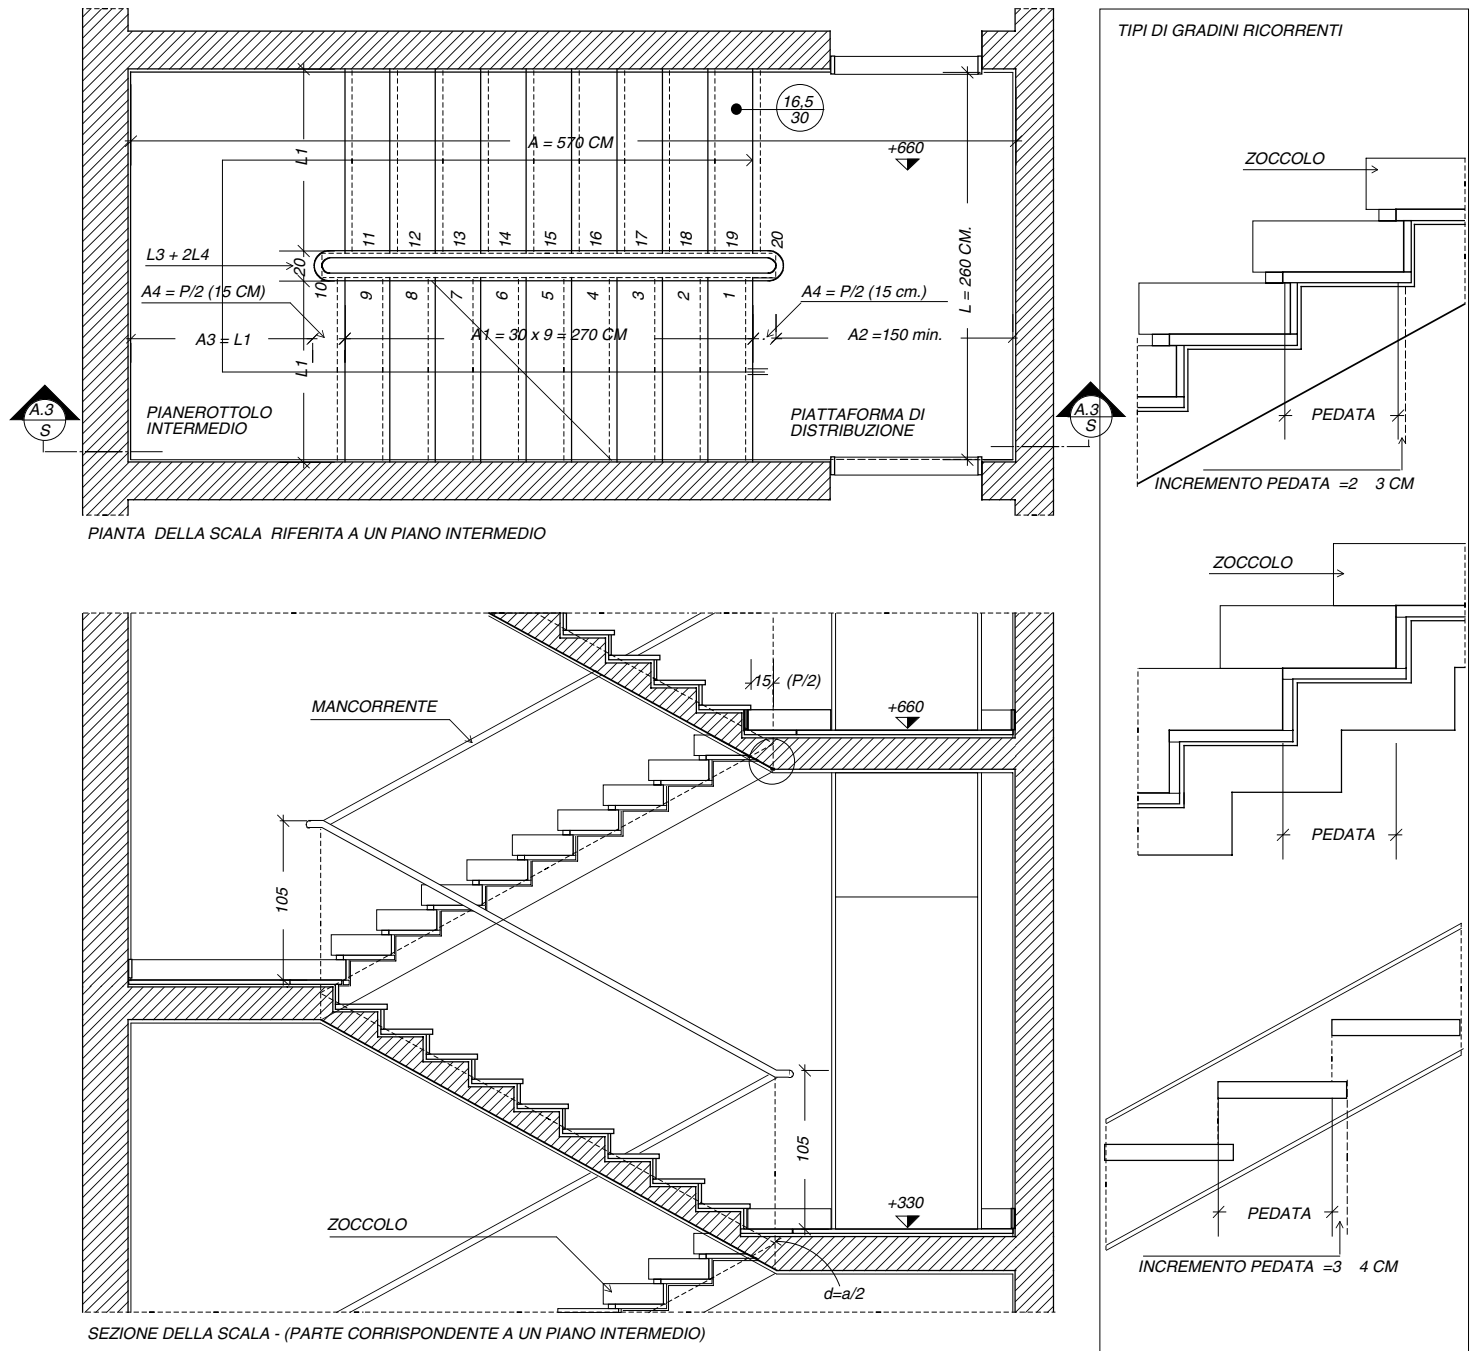 TIPI DI GRADINI RICORRENTI
16,5
30
A = 570 CM
+660
L1
ZOCCOLO
11
12
13
14
15
16
17
18
19
20
L3 + 2L4
20
10
9
8
7
6
5
4
3
2
1
A4 = P/2 (15 CM)
A4 = P/2 (15 cm.)
L = 260 CM.
A3 = L1
A1 = 30 x 9 = 270 CM
A2 =150 min.
L1
A.3
S
PIANEROTTOLO
INTERMEDIO
PIATTAFORMA DI
DISTRIBUZIONE
A.3
S
PEDATA
INCREMENTO PEDATA =2 3 CM
PIANTA DELLA SCALA RIFERITA A UN PIANO INTERMEDIO
ZOCCOLO
15 (P/2)
MANCORRENTE
+660
PEDATA
105
105
+330
ZOCCOLO
d=a/2
PEDATA
INCREMENTO PEDATA =3 4 CM
SEZIONE DELLA SCALA - (PARTE CORRISPONDENTE A UN PIANO INTERMEDIO)